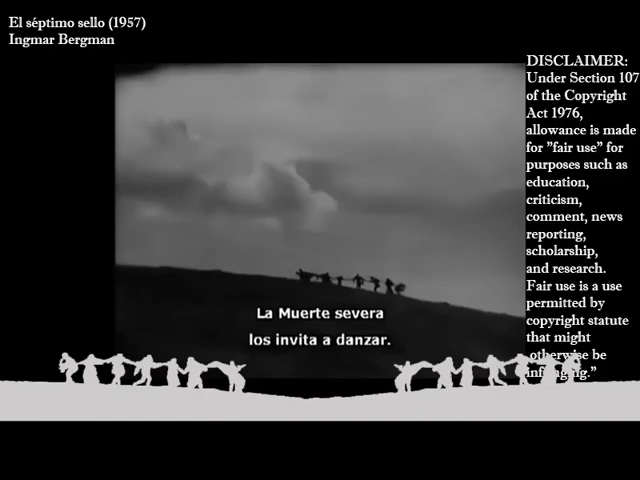 El séptimo sello (1957)
Ingmar Bergman
DISCLAIMER:
Under Section 107
of the Copyright
Act 1976,
allowance is made
for "fair use" for
purposes such as
education,
criticism,
comment, news
reporting,
scholarship,
and research.
Fair use is a use
permitted by
copyright statute
that might
otherwise be
infringing."
La Muerte severa
los invita a danzar.